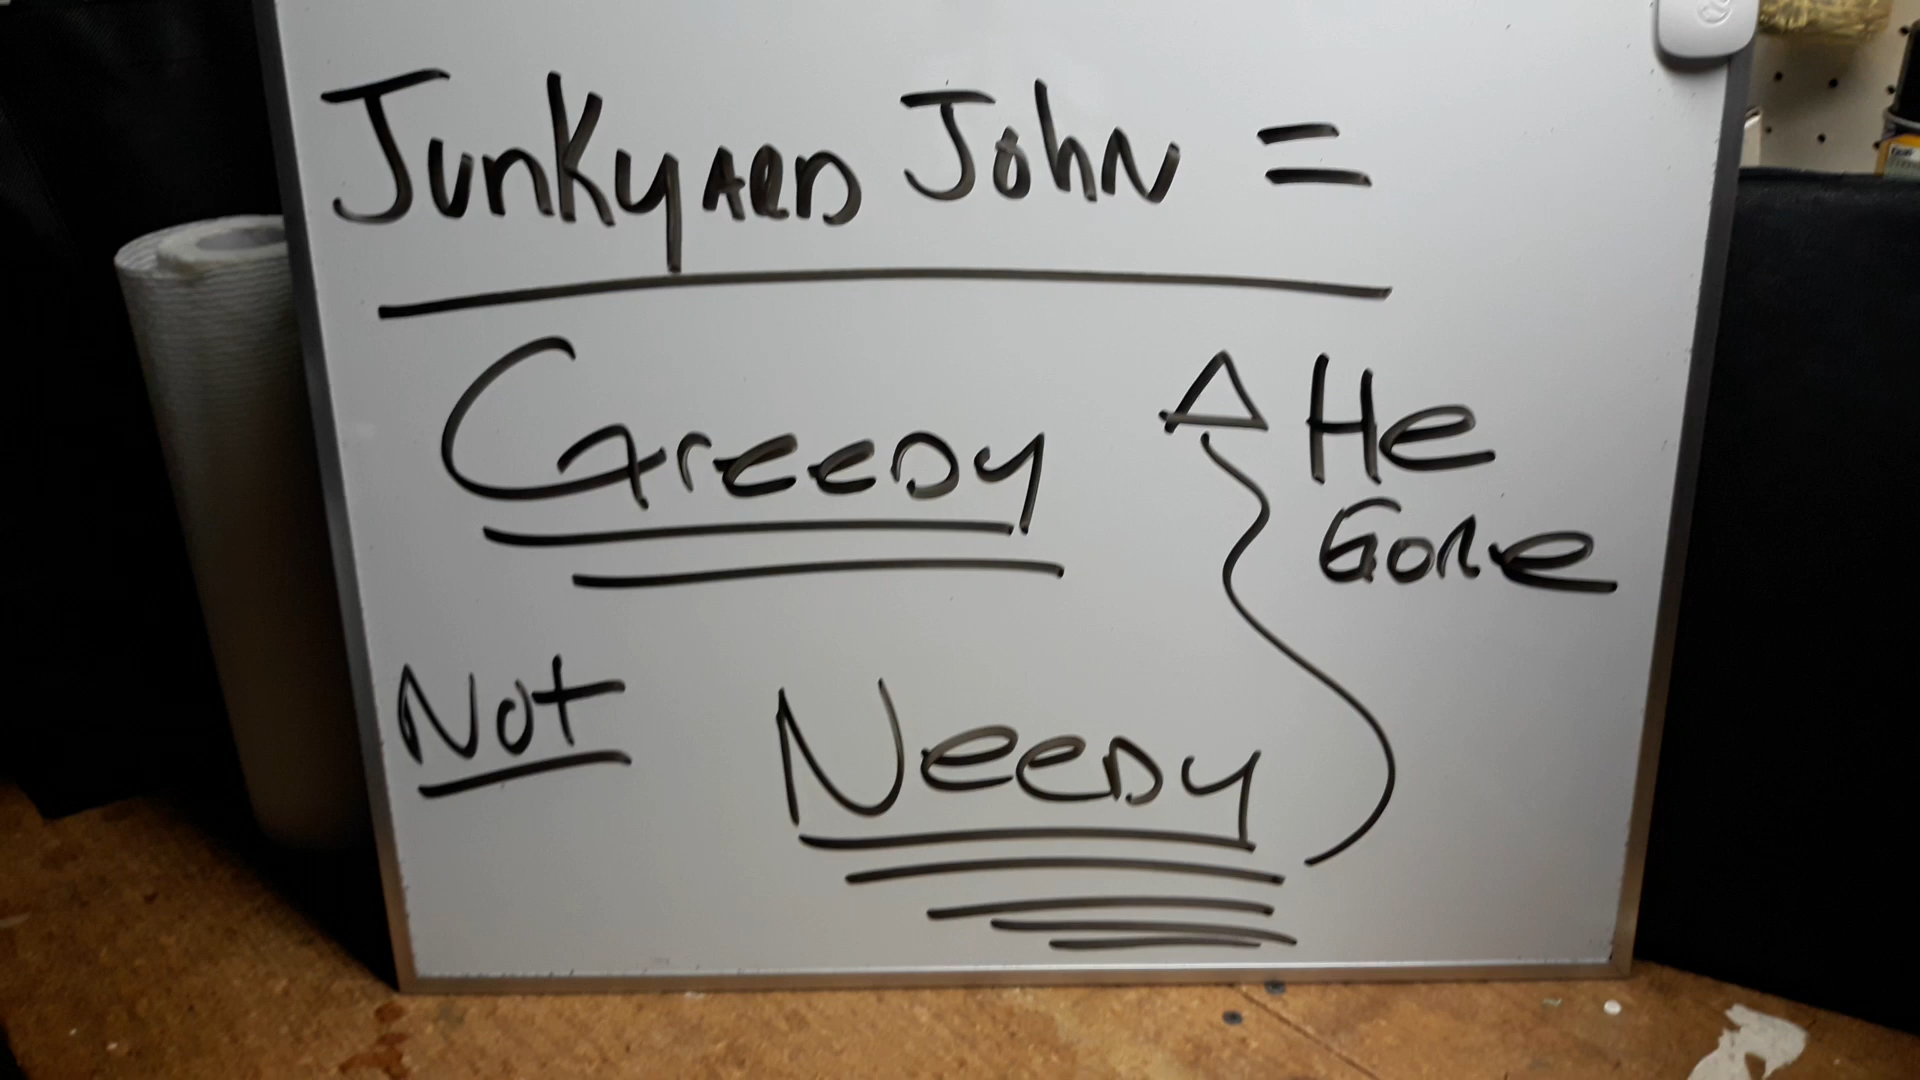 JunKyARD JohN =
GreeDy
He
Gone
Not NeeDy